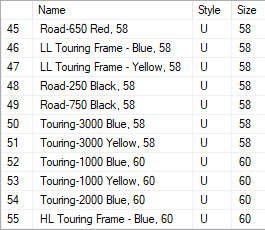 Name Style Size
45 Road-650 Red, 58 U 58
46 LL Touring Frame - Blue, 58 U 58
47 LL Touring Frame - Yellow, 58 U 58
48 Road-250 Black, 58 U 58
49 Road-750 Black, 58 U 58
50 Touring-3000 Blue, 58 U 58
51 Touring-3000 Yellow, 58 U 58
52 Touring-1000 Blue, 60 U 60
53 Touring-1000 Yellow, 60 U 60
54 Touring-2000 Blue, 60 U 60
55 HL Touring Frame - Blue, 60 U 60